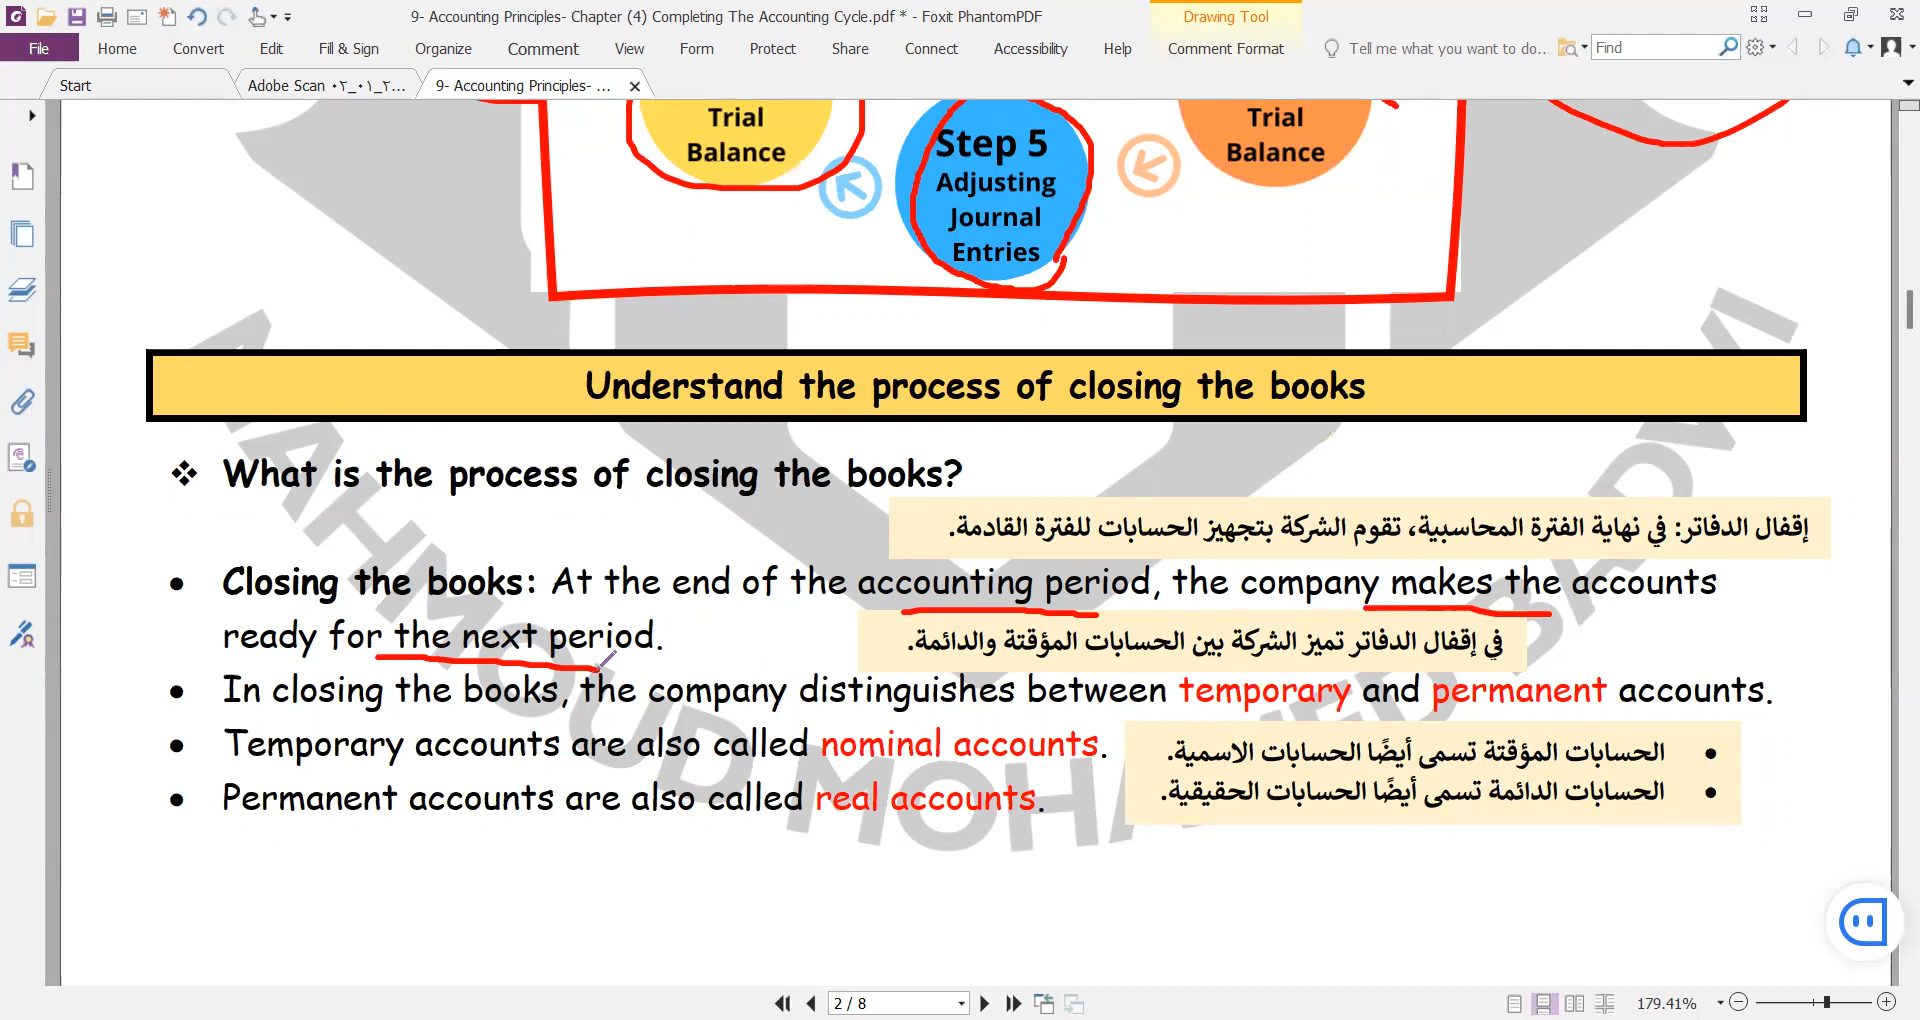 9- Accounting Principles- Chapter (4) Completing The Accounting Cycle.pdf * - Foxit PhantomPDF
Drawing Tool
File Home Convert Edit Fill & Sign Organize Comment View Form Protect Share Connect Accessibility Help Comment Format Tell me what you want to do... Find
Start
Adobe Scan ٠٢_٠١_٢...
9- Accounting Principles- ...
Trial
Balance
Step 5
Adjusting
Journal
Entries
Trial
Balance
Understand the process of closing the books
❖ What is the process of closing the books?
إقفال الدفاتر: في نهاية الفترة المحاسبية، تقوم الشركة بتجهيز الحسابات للفترة القادمة.
• Closing the books: At the end of the accounting period, the company makes the accounts
ready for the next period.
في إقفال الدفاتر تميز الشركة بين الحسابات المؤقتة والدائمة.
• In closing the books, the company distinguishes between temporary and permanent accounts.
• Temporary accounts are also called nominal accounts.
• الحسابات المؤقتة تسمى أيضًا الحسابات الاسمية.
• Permanent accounts are also called real accounts.
• الحسابات الدائمة تسمى أيضًا الحسابات الحقيقية.
MAHMOUD MOHAMED BADVI
2 / 8
179.41%